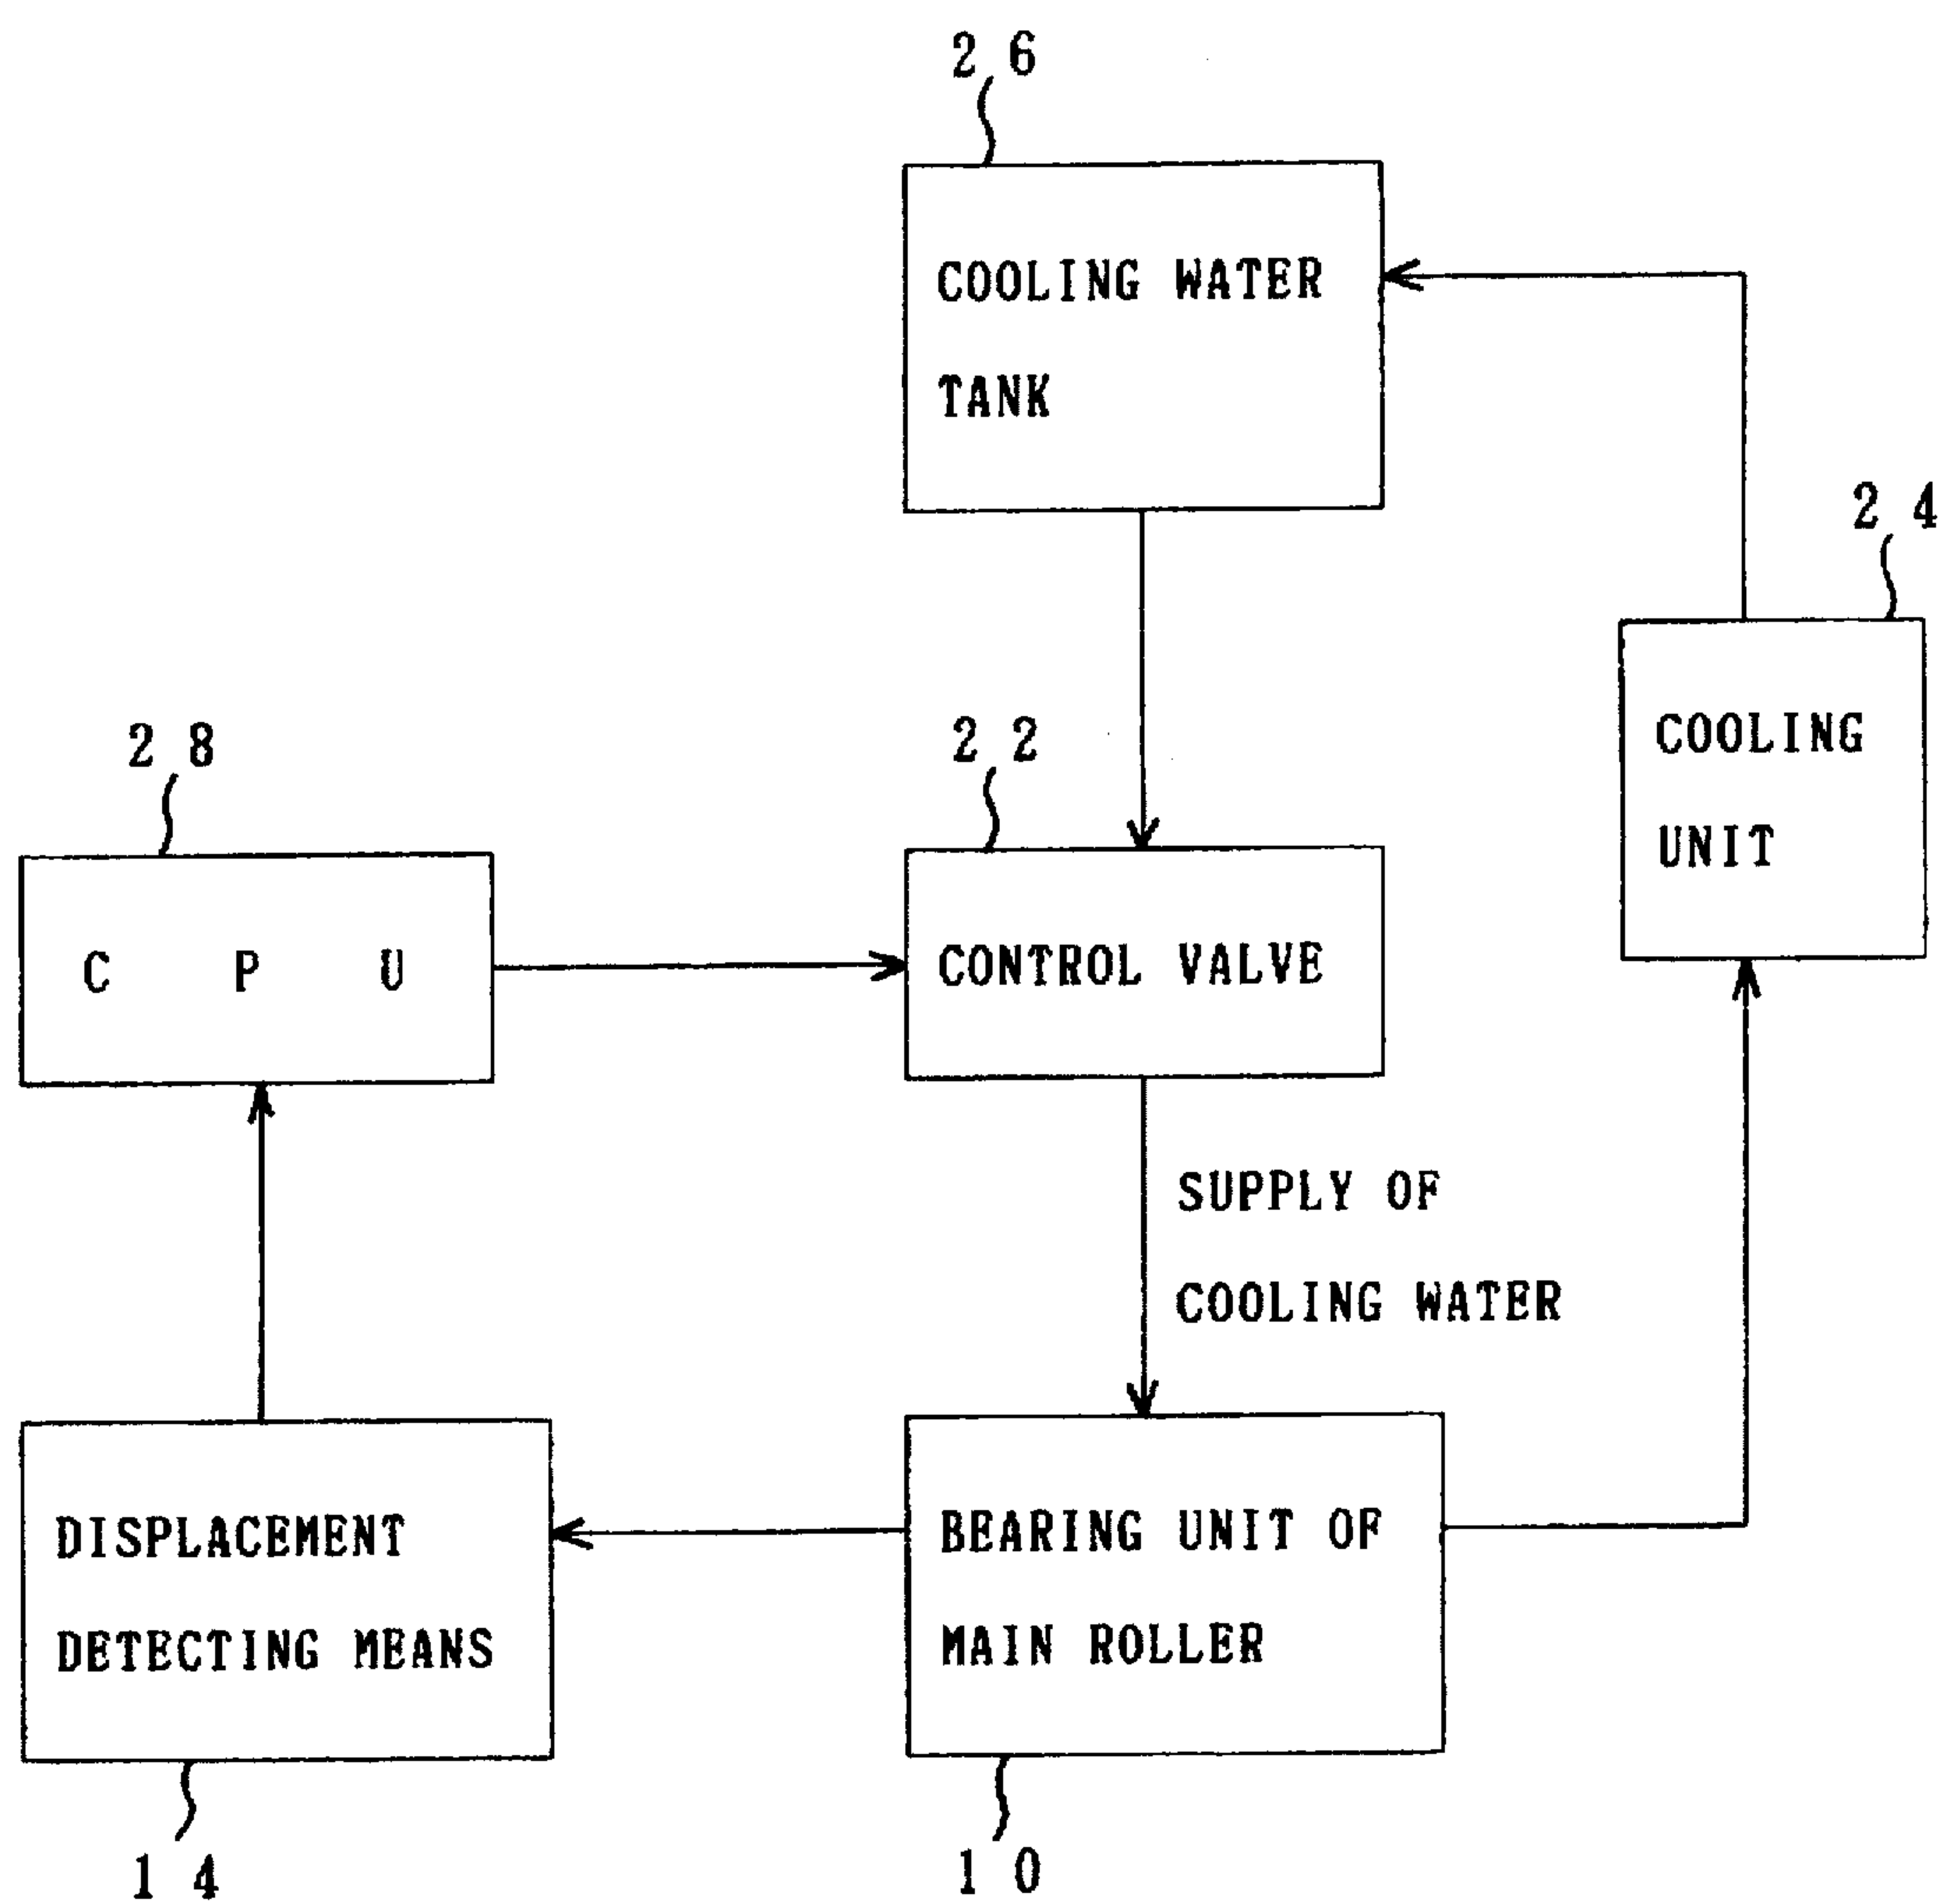 26
COOLING WATER
TANK
24
COOLING
UNIT
28
CPU
22
CONTROL VALVE
SUPPLY OF
COOLING WATER
DISPLACEMENT
DETECTING MEANS
14
BEARING UNIT OF
MAIN ROLLER
10